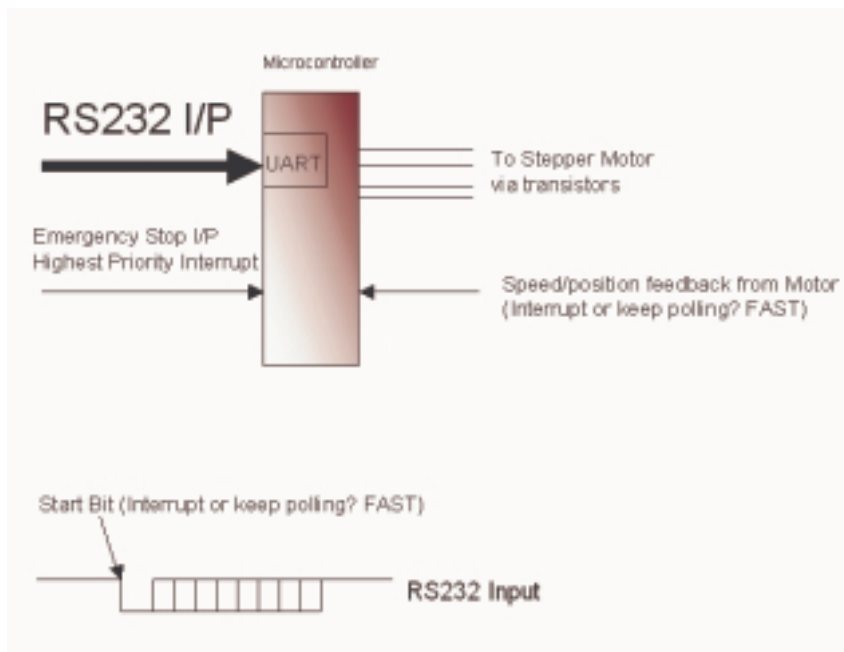 Microcontroller
RS232 I/P
UART
To Stepper Motor
via transistors
Emergency Stop I/P
Highest Priority Interrupt
Speed/position feedback from Motor
(Interrupt or keep polling? FAST)
Start Bit (Interrupt or keep polling? FAST)
RS232 Input